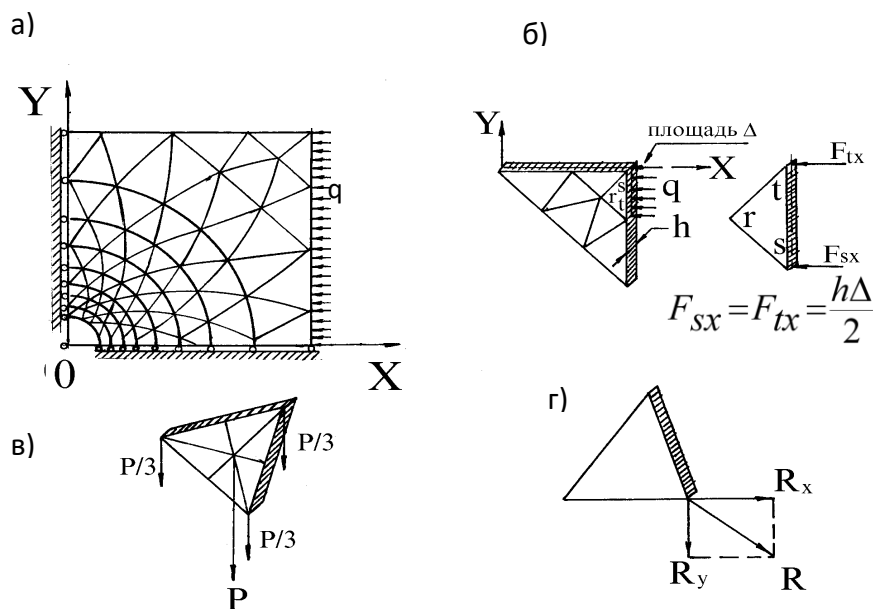 а)
Y
q
0
X
б)
Y
площадь Δ
X
q
h
r
s
t
F_tx
t
r
s
F_sx
F_sx = F_tx = hΔ/2
в)
P/3
P/3
P/3
P
г)
R_x
R_y
R